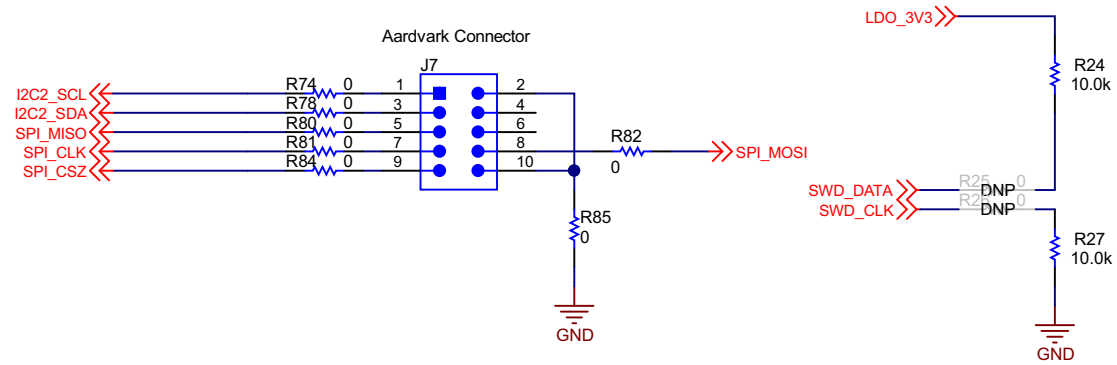 LDO_3V3
Aardvark Connector
J7
R24
10.0k
I2C2_SCL R74 0 1 2
I2C2_SDA R78 0 3 4
SPI_MISO R80 0 5 6
SPI_CLK R81 0 7 8 R82 0 SPI_MOSI
SPI_CSZ R84 0 9 10
SWD_DATA R25 DNP 0
SWD_CLK R26 DNP 0
R85
0
R27
10.0k
GND
GND